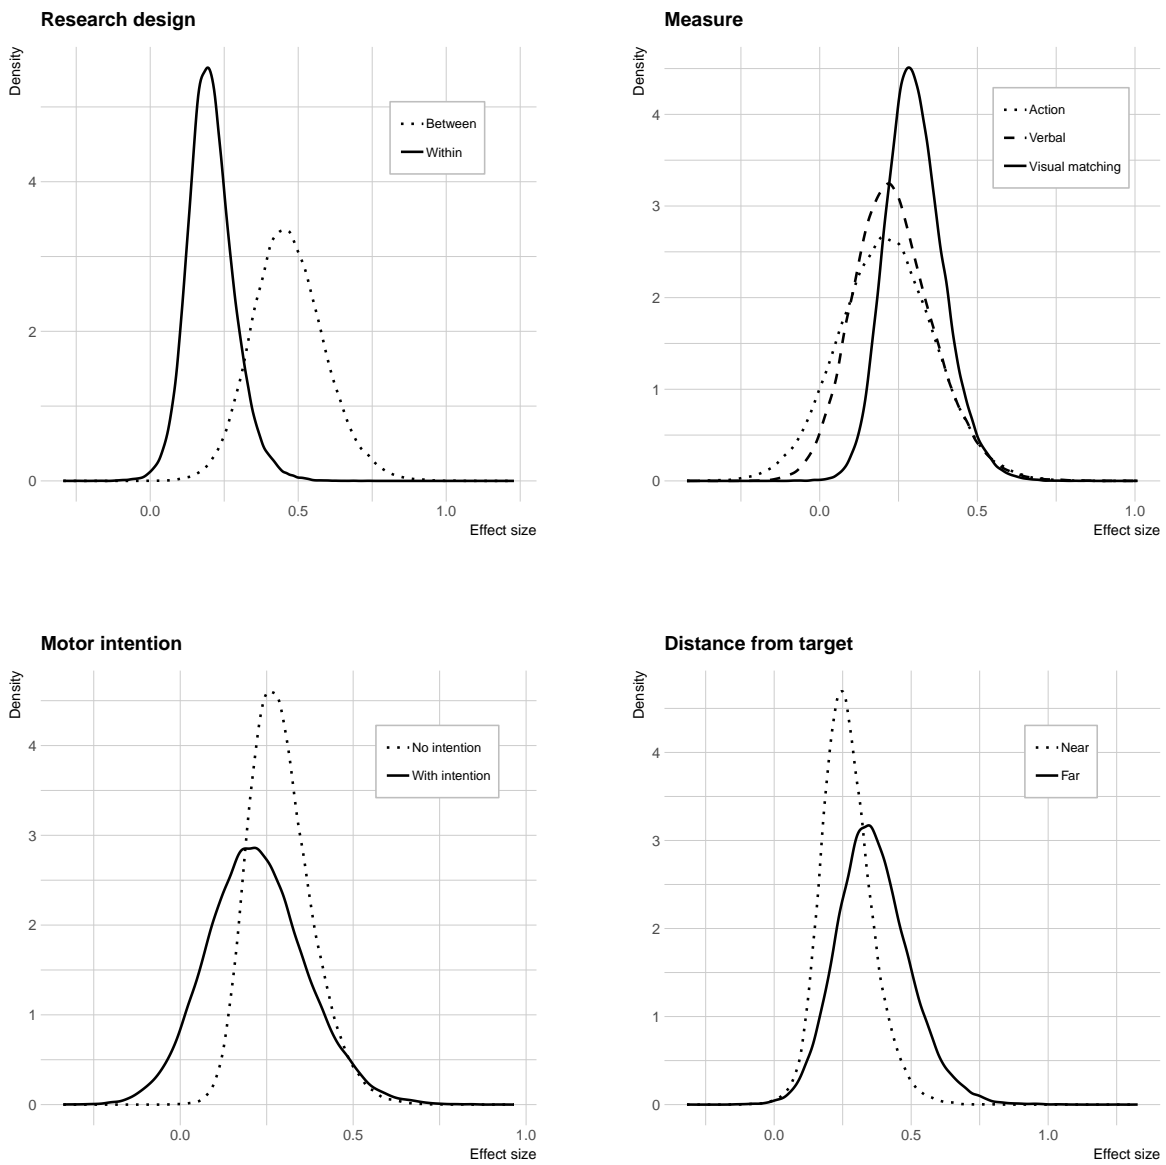 Research design
Density
4
2
0
0.0 0.5 1.0
Effect size
Between
Within
Measure
Density
4
3
2
1
0
0.0 0.5 1.0
Effect size
Action
Verbal
Visual matching
Motor intention
Density
4
3
2
1
0
0.0 0.5 1.0
Effect size
No intention
With intention
Distance from target
Density
4
3
2
1
0
0.0 0.5 1.0
Effect size
Near
Far